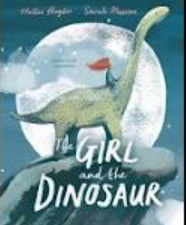 Hollie Hughes Sarah Massini
The
GIRL
and the
DINOSAUR